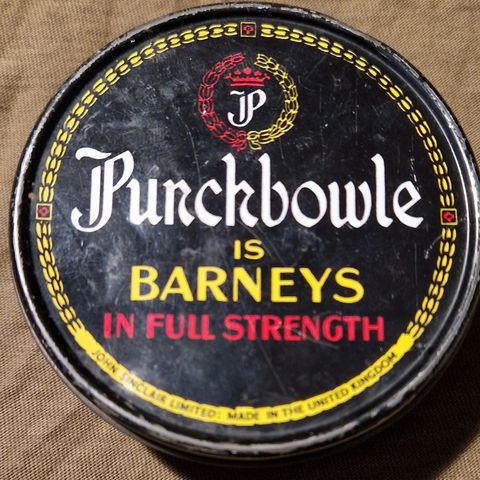 JP
Punchbowle
IS
BARNEYS
IN FULL STRENGTH
JOHN SINCLAIR LIMITED: MADE IN THE UNITED KINGDOM